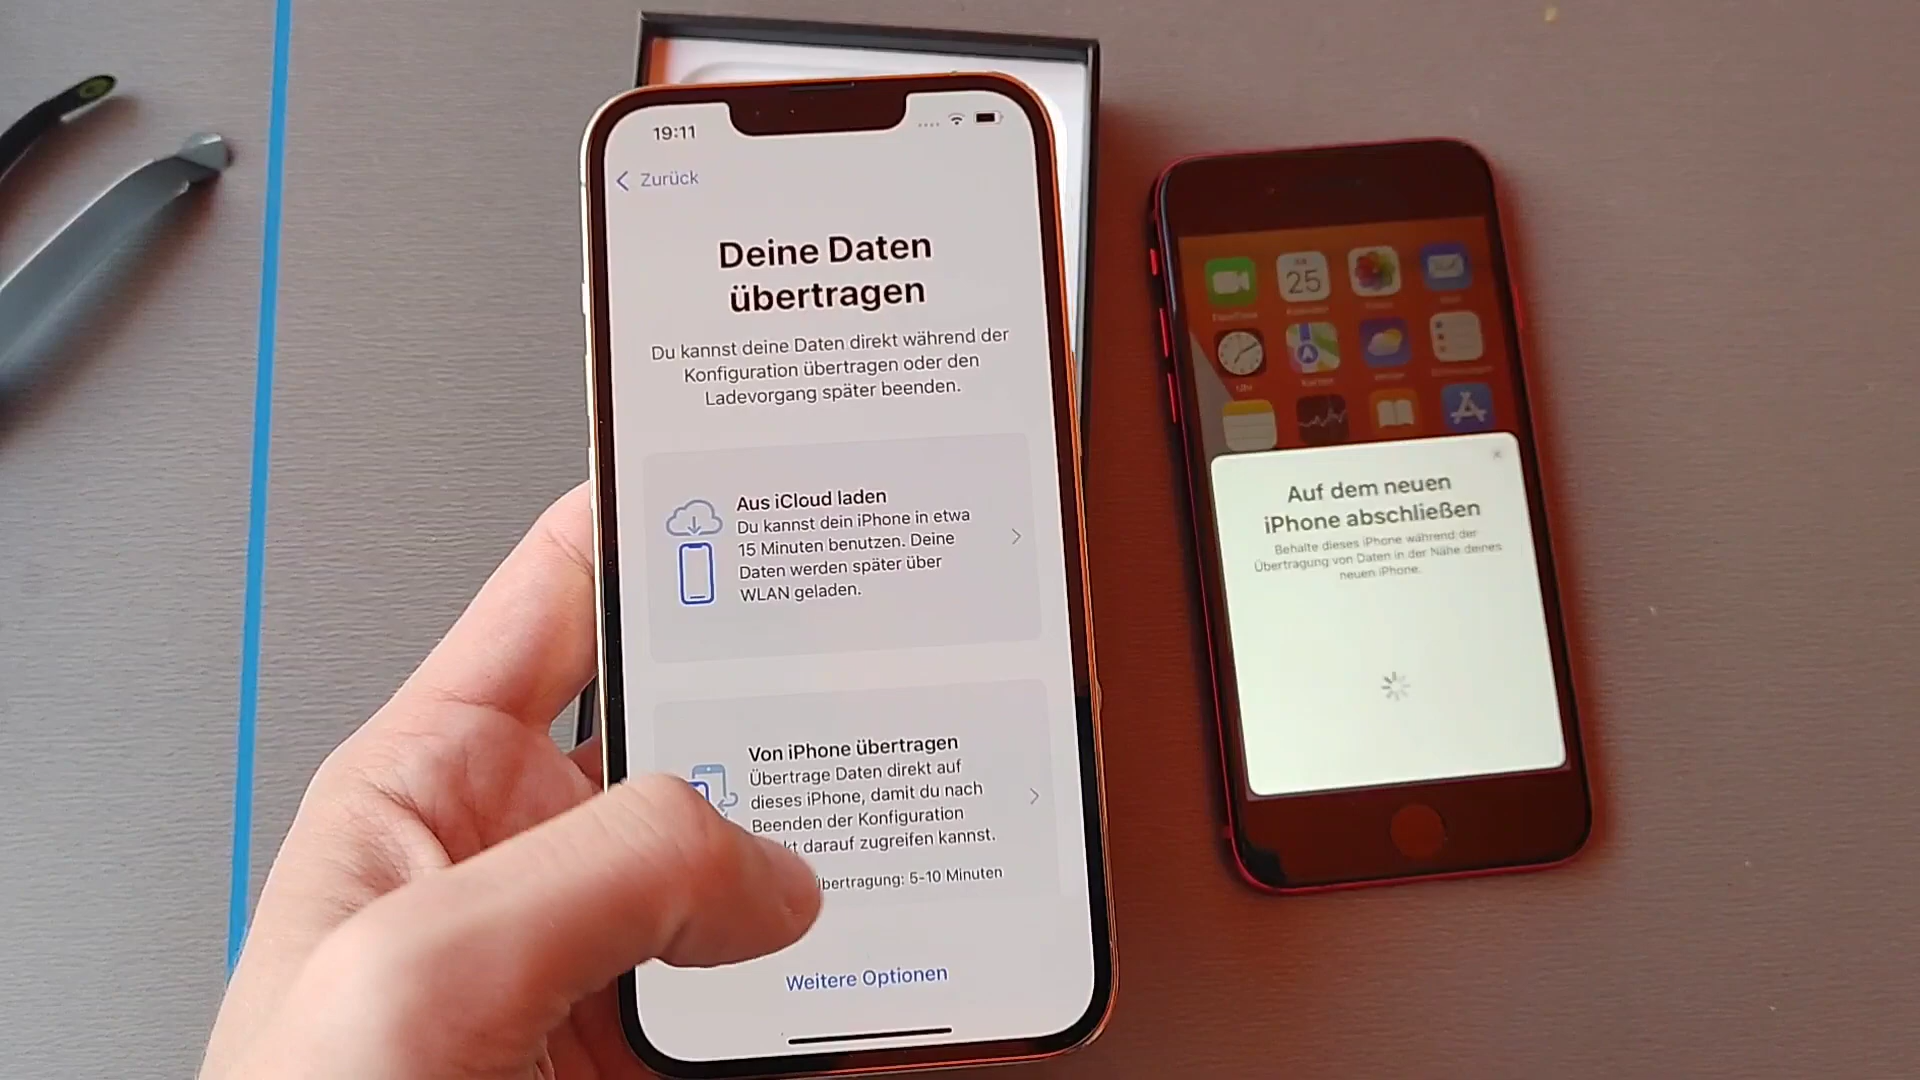 19:11
Zurück
Deine Daten
übertragen
Du kannst deine Daten direkt während der
Konfiguration übertragen oder den
Ladevorgang später beenden.
Aus iCloud laden
Du kannst dein iPhone in etwa
15 Minuten benutzen. Deine
Daten werden später über
WLAN geladen.
Von iPhone übertragen
Übertrage Daten direkt auf
dieses iPhone, damit du nach
Beenden der Konfiguration
kt darauf zugreifen kannst.
bertragung: 5-10 Minuten
Weitere Optionen
25
Uhr
Auf dem neuen
iPhone abschließen
Behalte dieses iPhone während der
Übertragung von Daten in der Nähe deines
neuen iPhone.